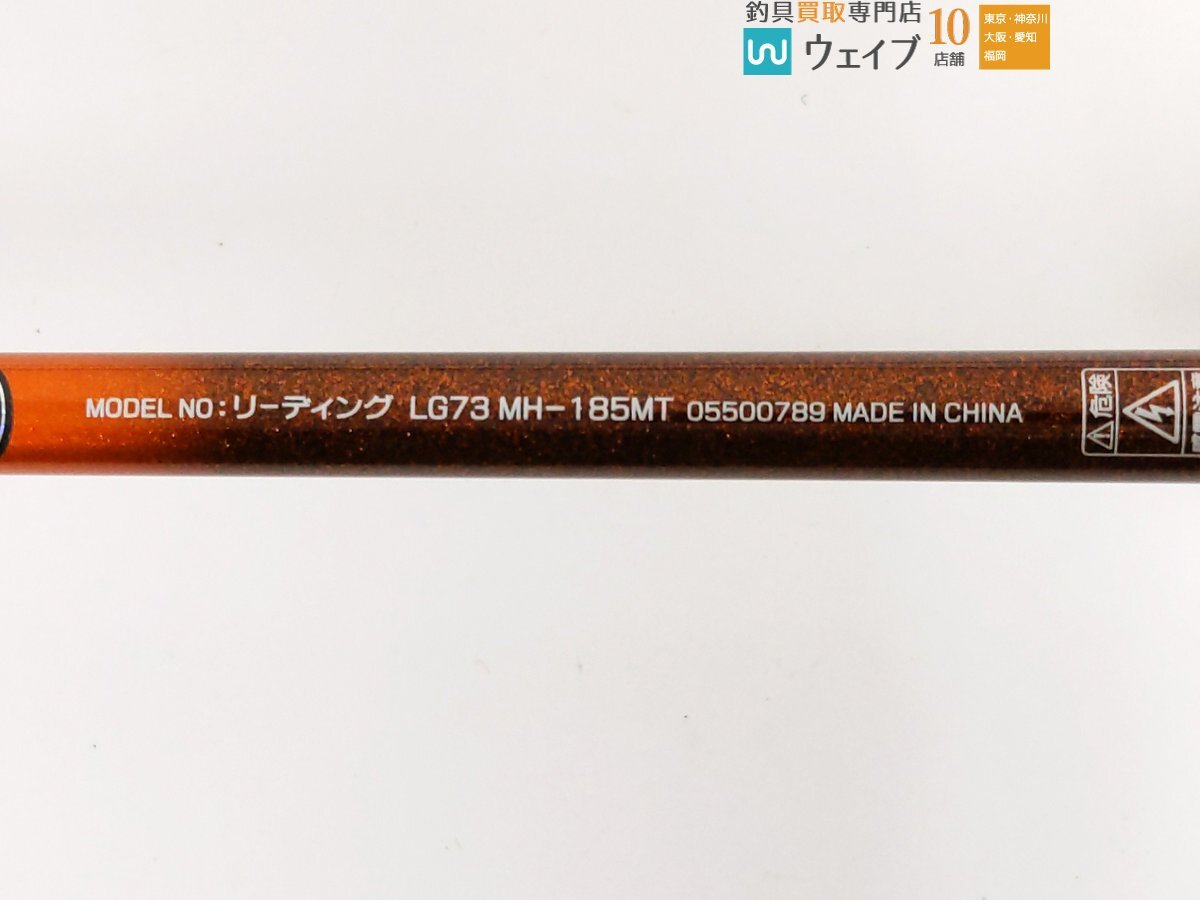 釣具買取専門店
ウェイブ
10
店舗
東京・神奈川
大阪・愛知
福岡
MODEL NO:リーディング LG73 MH-185MT 05500789 MADE IN CHINA
危険